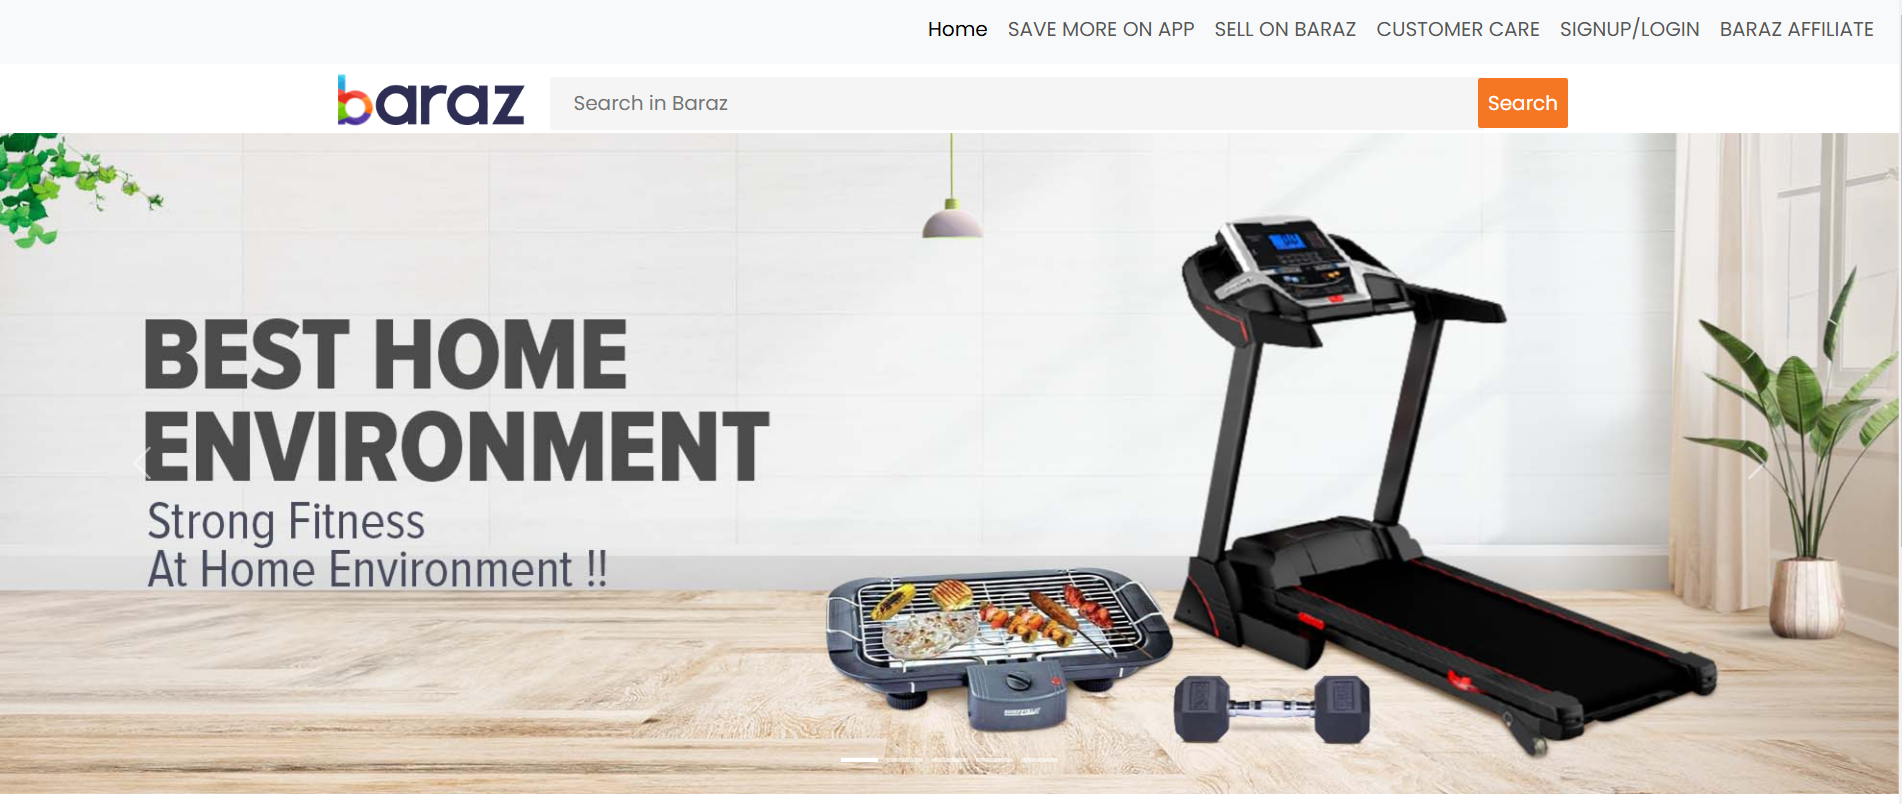 Home SAVE MORE ON APP SELL ON BARAZ CUSTOMER CARE SIGNUP/LOGIN BARAZ AFFILIATE
baraz Search in Baraz Search
BEST HOME
ENVIRONMENT
Strong Fitness
At Home Environment !!